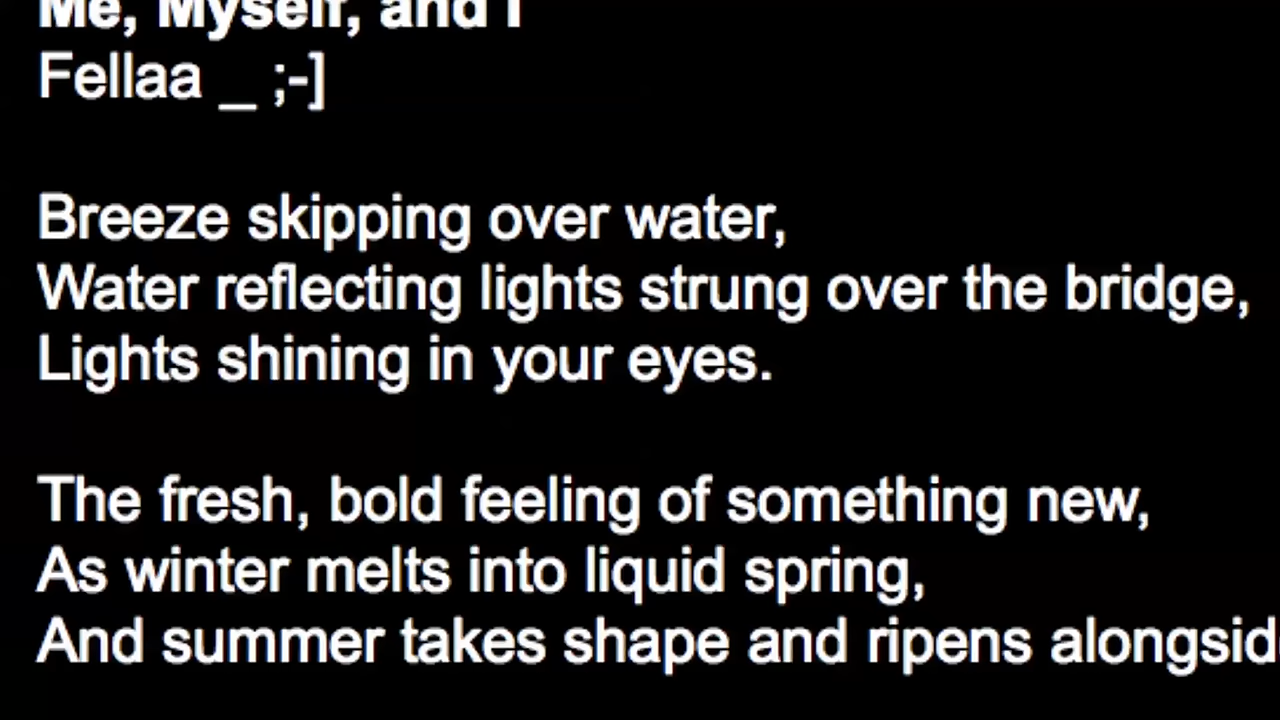 Me, Myself, and I
Fellaa _ ;-]
Breeze skipping over water,
Water reflecting lights strung over the bridge,
Lights shining in your eyes.
The fresh, bold feeling of something new,
As winter melts into liquid spring,
And summer takes shape and ripens alongsid